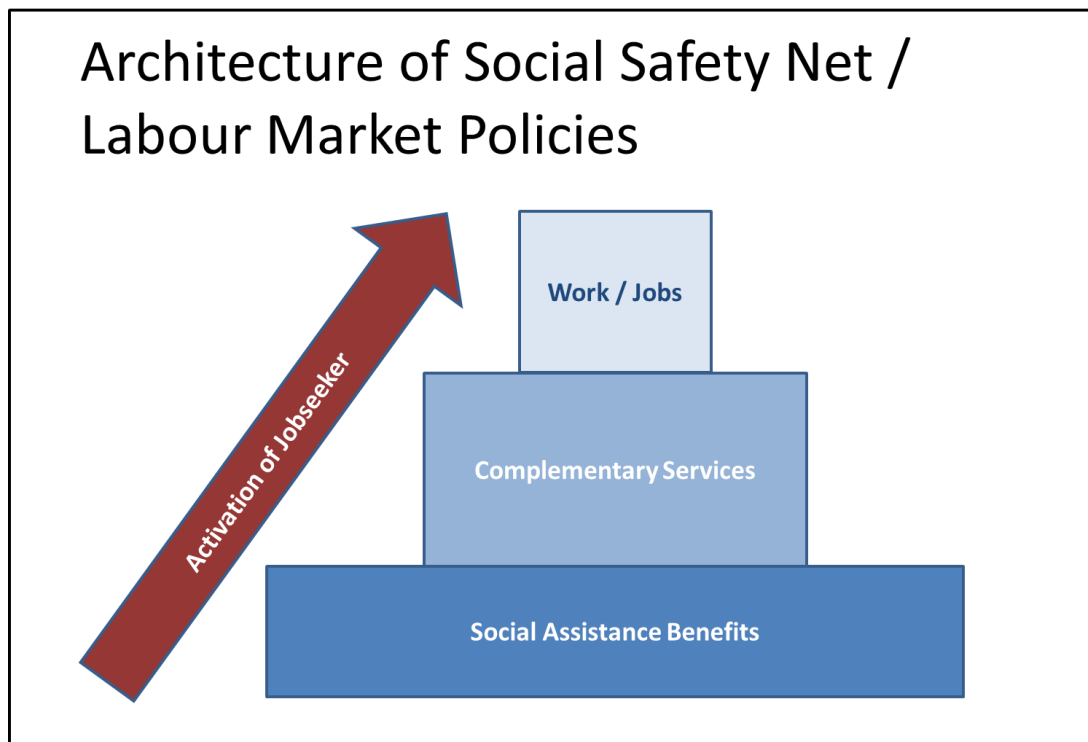 Architecture of Social Safety Net /
Labour Market Policies
Activation of Jobseeker
Work / Jobs
Complementary Services
Social Assistance Benefits